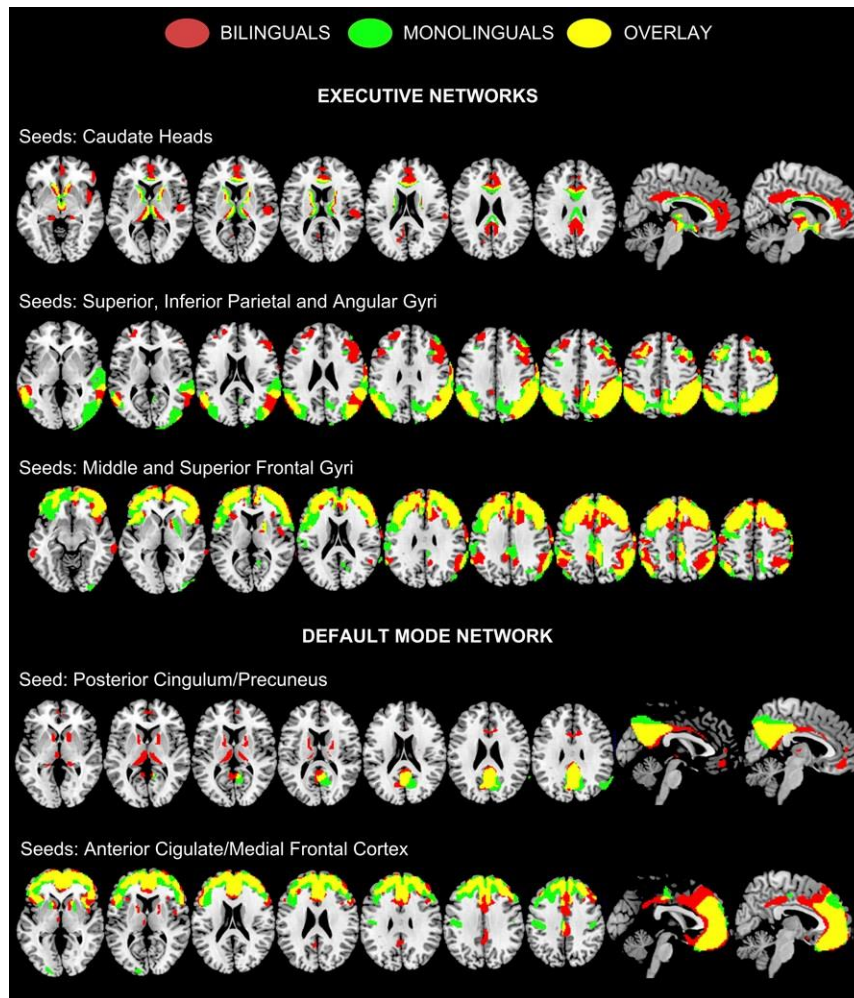 BILINGUALS MONOLINGUALS OVERLAY
EXECUTIVE NETWORKS
Seeds: Caudate Heads
Seeds: Superior, Inferior Parietal and Angular Gyri
Seeds: Middle and Superior Frontal Gyri
DEFAULT MODE NETWORK
Seed: Posterior Cingulum/Precuneus
Seeds: Anterior Cigulate/Medial Frontal Cortex